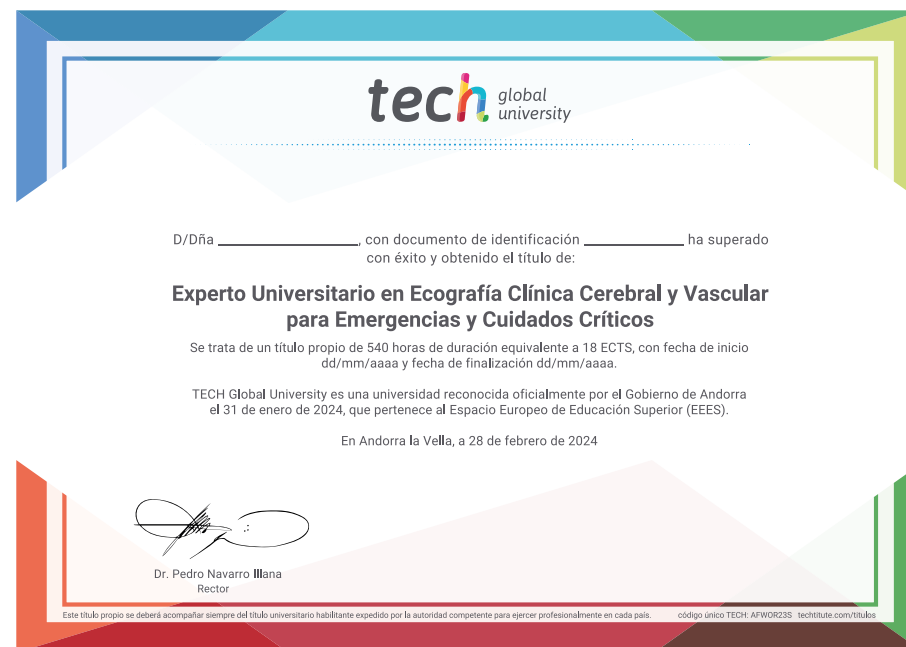 tech global university
D/Dña ____________________, con documento de identificación ______________ ha superado
con éxito y obtenido el título de:
Experto Universitario en Ecografía Clínica Cerebral y Vascular
para Emergencias y Cuidados Críticos
Se trata de un título propio de 540 horas de duración equivalente a 18 ECTS, con fecha de inicio
dd/mm/aaaa y fecha de finalización dd/mm/aaaa.
TECH Global University es una universidad reconocida oficialmente por el Gobierno de Andorra
el 31 de enero de 2024, que pertenece al Espacio Europeo de Educación Superior (EEES).
En Andorra la Vella, a 28 de febrero de 2024
Dr. Pedro Navarro Illana
Rector
Este título propio se deberá acompañar siempre del título universitario habilitante expedido por la autoridad competente para ejercer profesionalmente en cada país. código único TECH: AFWOR23S techtitute.com/titulos